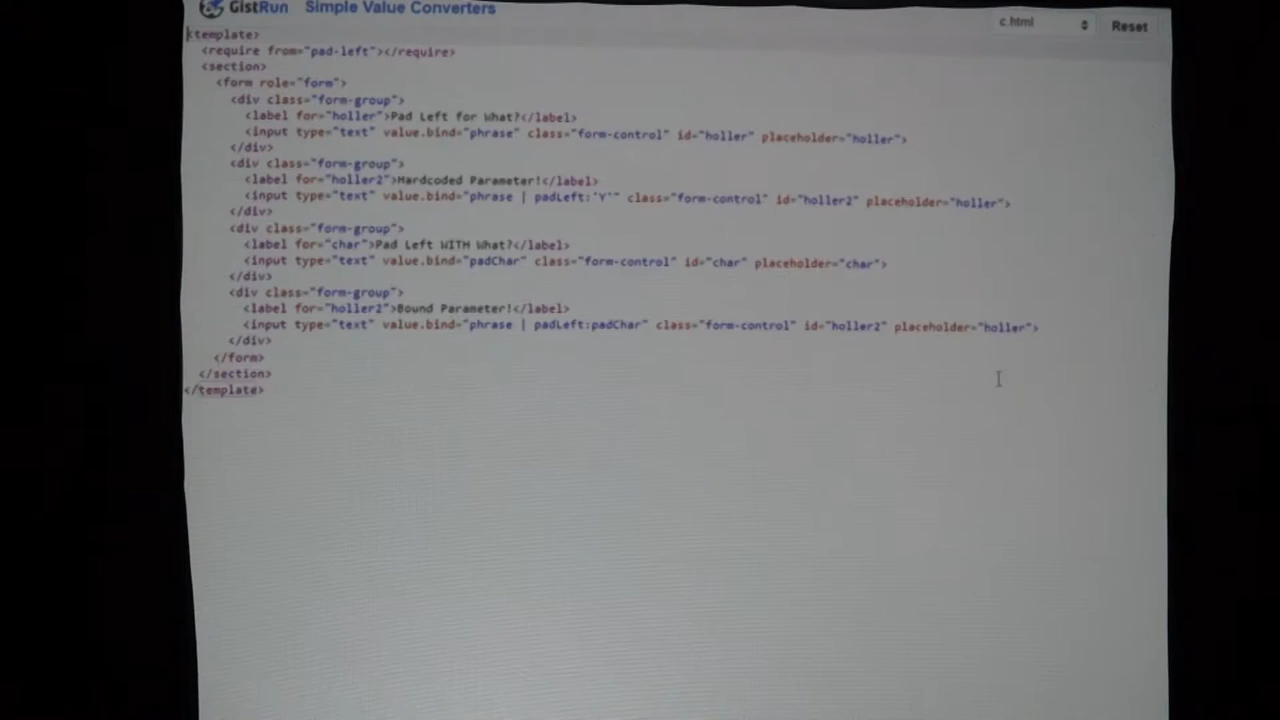 GistRun Simple Value Converters c.html Reset
<template>
<require from="pad-left"></require>
<section>
<form role="form">
<div class="form-group">
<label for="holler">Pad Left for What?</label>
<input type="text" value.bind="phrase" class="form-control" id="holler" placeholder="holler">
</div>
<div class="form-group">
<label for="holler2">Hardcoded Parameter!</label>
<input type="text" value.bind="phrase | padLeft:'Y'" class="form-control" id="holler2" placeholder="holler">
</div>
<div class="form-group">
<label for="char">Pad Left WITH What?</label>
<input type="text" value.bind="padChar" class="form-control" id="char" placeholder="char">
</div>
<div class="form-group">
<label for="holler2">Bound Parameter!</label>
<input type="text" value.bind="phrase | padLeft:padChar" class="form-control" id="holler2" placeholder="holler">
</div>
</form>
</section>
</template>